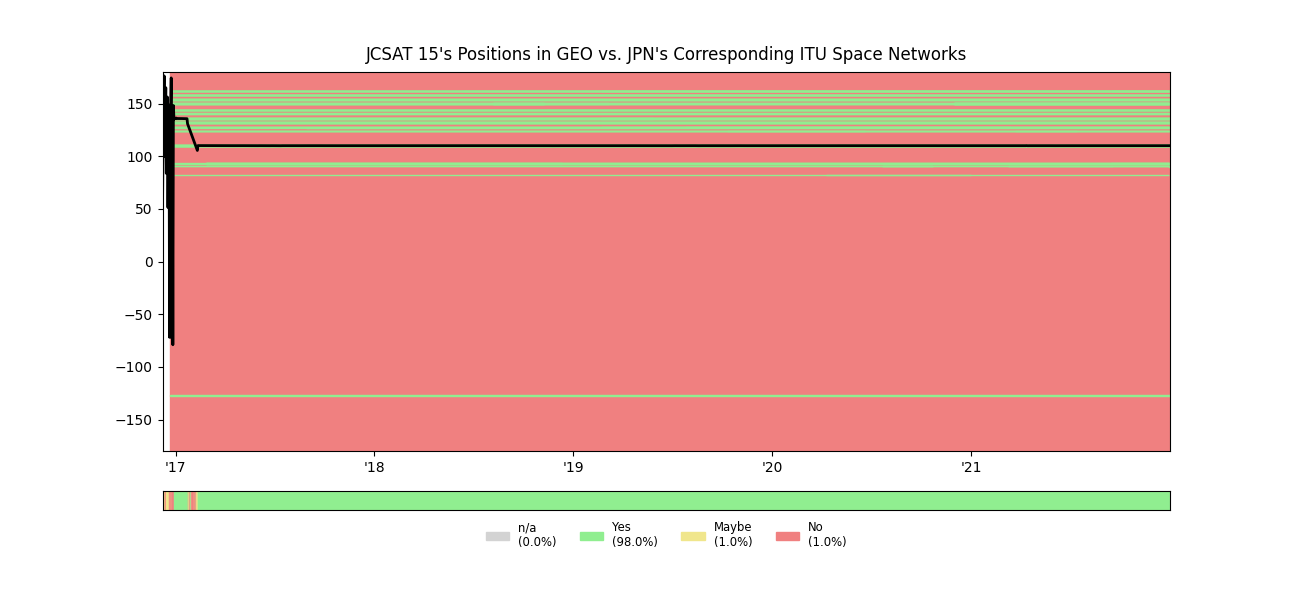 JCSAT 15's Positions in GEO vs. JPN's Corresponding ITU Space Networks
150
100
50
0
−50
−100
−150
'17 '18 '19 '20 '21
n/a Yes Maybe No
(0.0%) (98.0%) (1.0%) (1.0%)